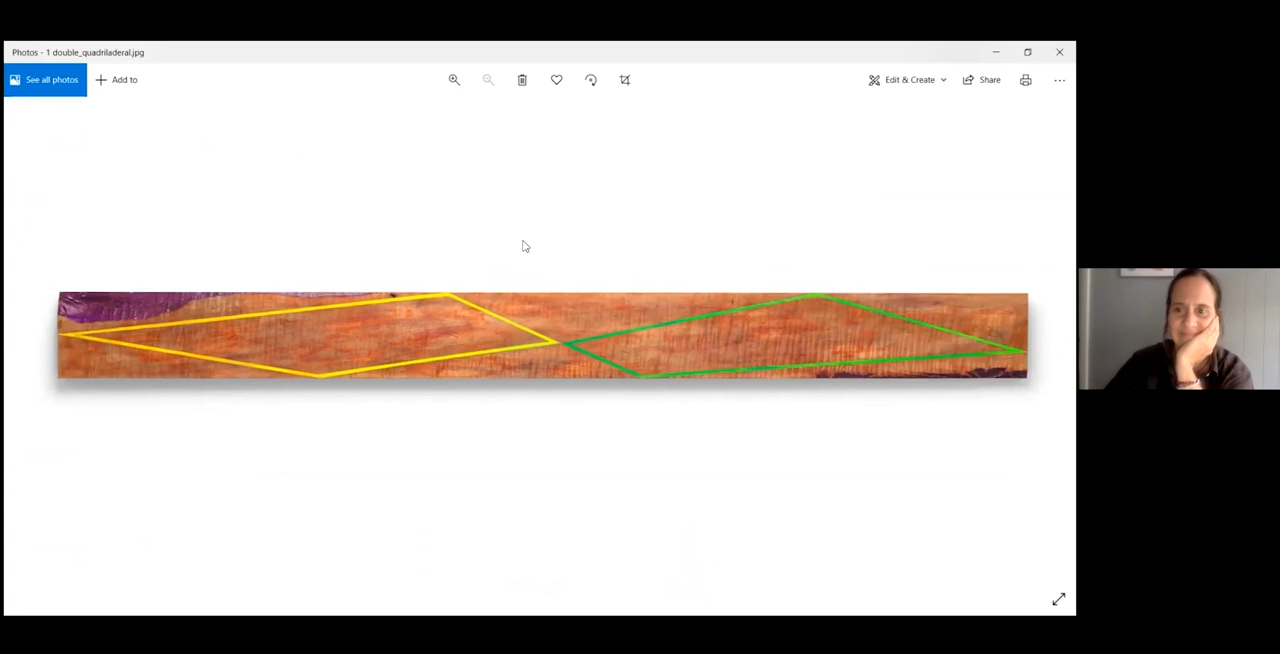 Photos - 1 double_quadriladeral.jpg
See all photos
Add to
Edit & Create
Share